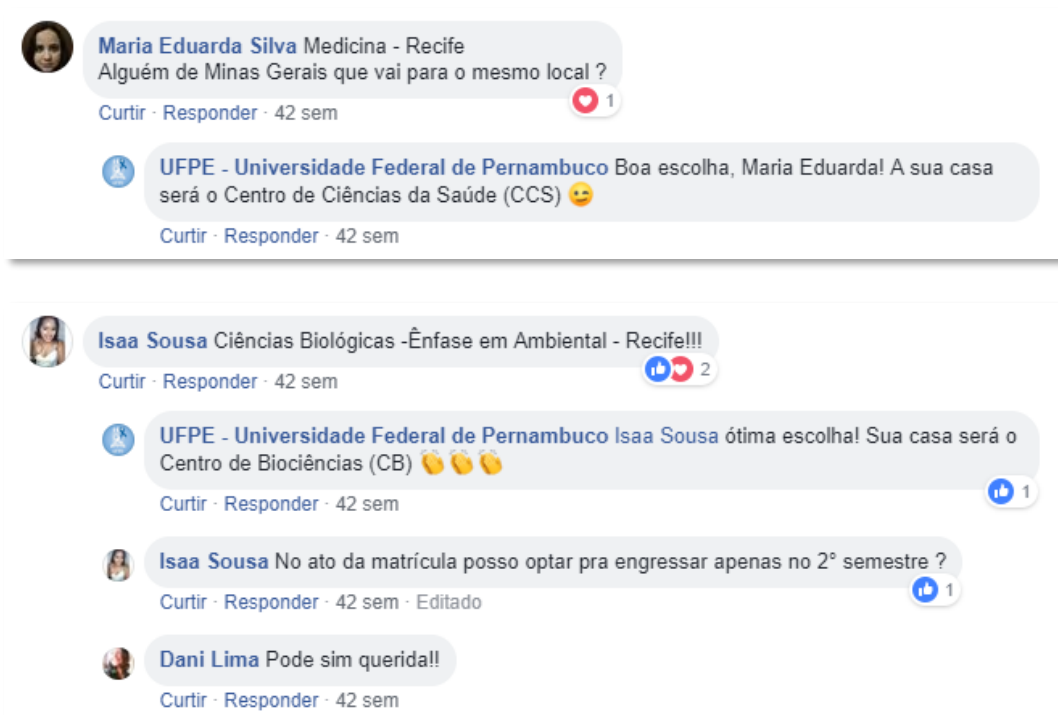 Maria Eduarda Silva Medicina - Recife
Alguém de Minas Gerais que vai para o mesmo local ?
1
Curtir · Responder · 42 sem
UFPE - Universidade Federal de Pernambuco Boa escolha, Maria Eduarda! A sua casa
será o Centro de Ciências da Saúde (CCS) 😉
Curtir · Responder · 42 sem
Isaa Sousa Ciências Biológicas -Ênfase em Ambiental - Recife!!!
2
Curtir · Responder · 42 sem
UFPE - Universidade Federal de Pernambuco Isaa Sousa ótima escolha! Sua casa será o
Centro de Biociências (CB) 👏👏👏
1
Curtir · Responder · 42 sem
Isaa Sousa No ato da matrícula posso optar pra engressar apenas no 2° semestre ?
1
Curtir · Responder · 42 sem · Editado
Dani Lima Pode sim querida!!
Curtir · Responder · 42 sem